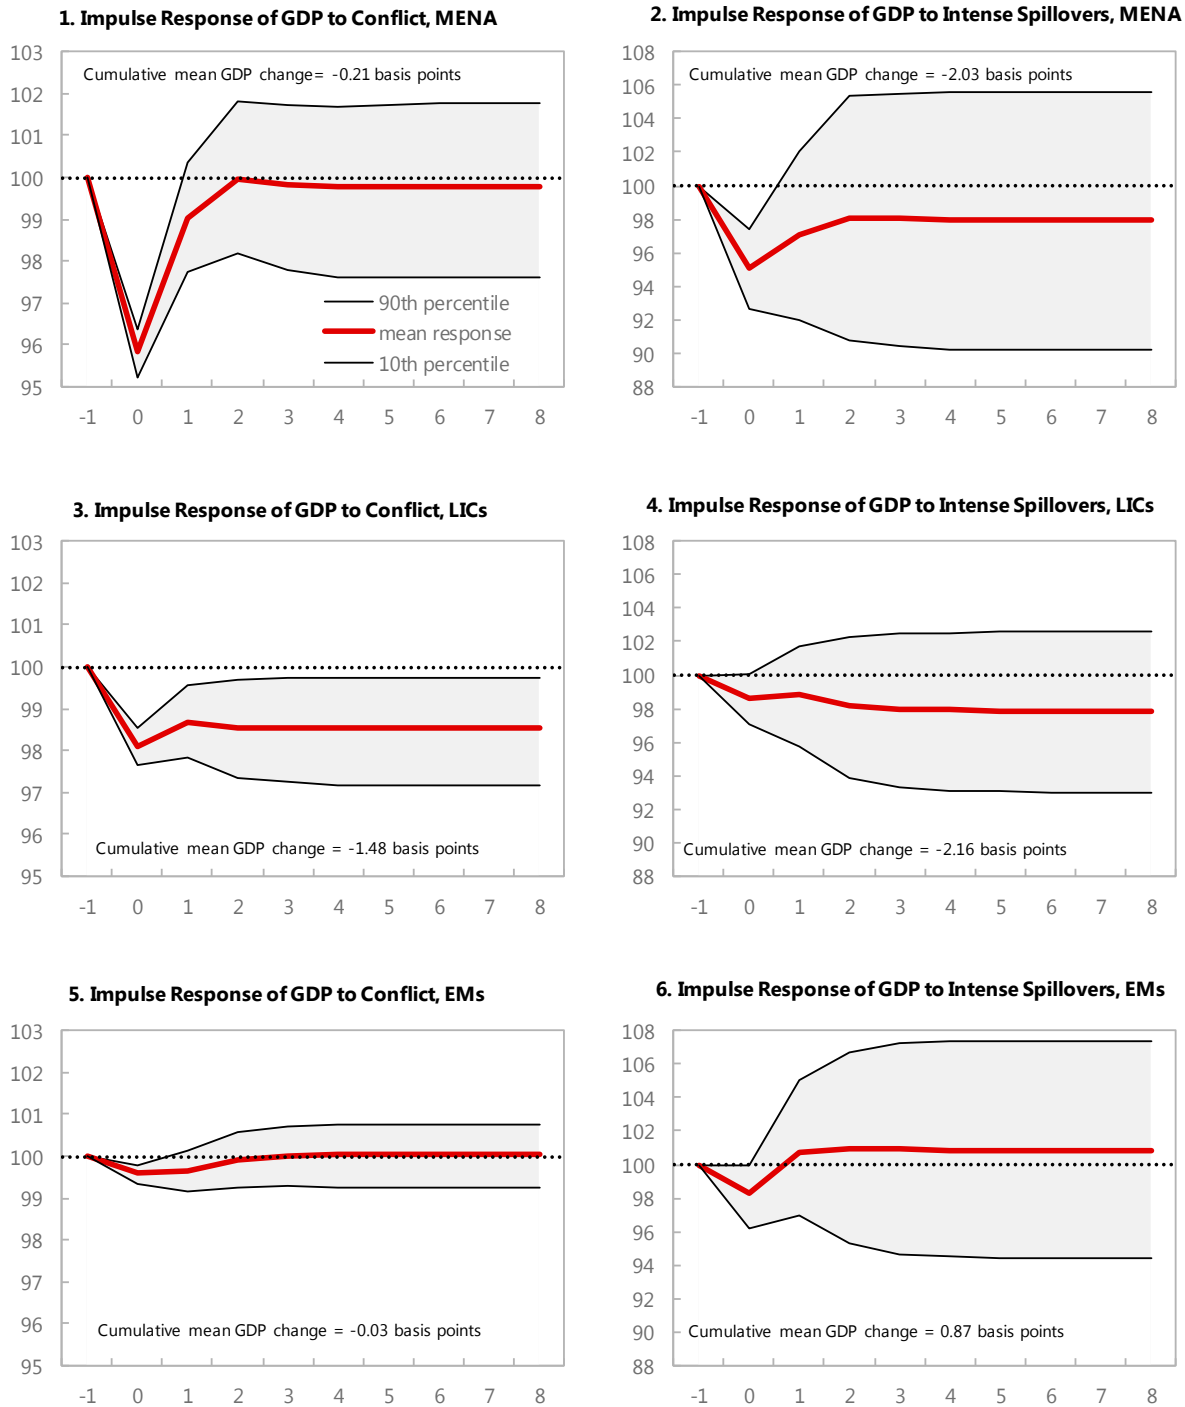 1. Impulse Response of GDP to Conflict, MENA
103
102
101
100
99
98
97
96
95
Cumulative mean GDP change= -0.21 basis points
90th percentile
mean response
10th percentile
-1 0 1 2 3 4 5 6 7 8
2. Impulse Response of GDP to Intense Spillovers, MENA
108
106
104
102
100
98
96
94
92
90
88
Cumulative mean GDP change = -2.03 basis points
-1 0 1 2 3 4 5 6 7 8
3. Impulse Response of GDP to Conflict, LICs
103
102
101
100
99
98
97
96
95
Cumulative mean GDP change = -1.48 basis points
-1 0 1 2 3 4 5 6 7 8
4. Impulse Response of GDP to Intense Spillovers, LICs
108
106
104
102
100
98
96
94
92
90
88
Cumulative mean GDP change = -2.16 basis points
-1 0 1 2 3 4 5 6 7 8
5. Impulse Response of GDP to Conflict, EMs
103
102
101
100
99
98
97
96
95
Cumulative mean GDP change = -0.03 basis points
-1 0 1 2 3 4 5 6 7 8
6. Impulse Response of GDP to Intense Spillovers, EMs
108
106
104
102
100
98
96
94
92
90
88
Cumulative mean GDP change = 0.87 basis points
-1 0 1 2 3 4 5 6 7 8